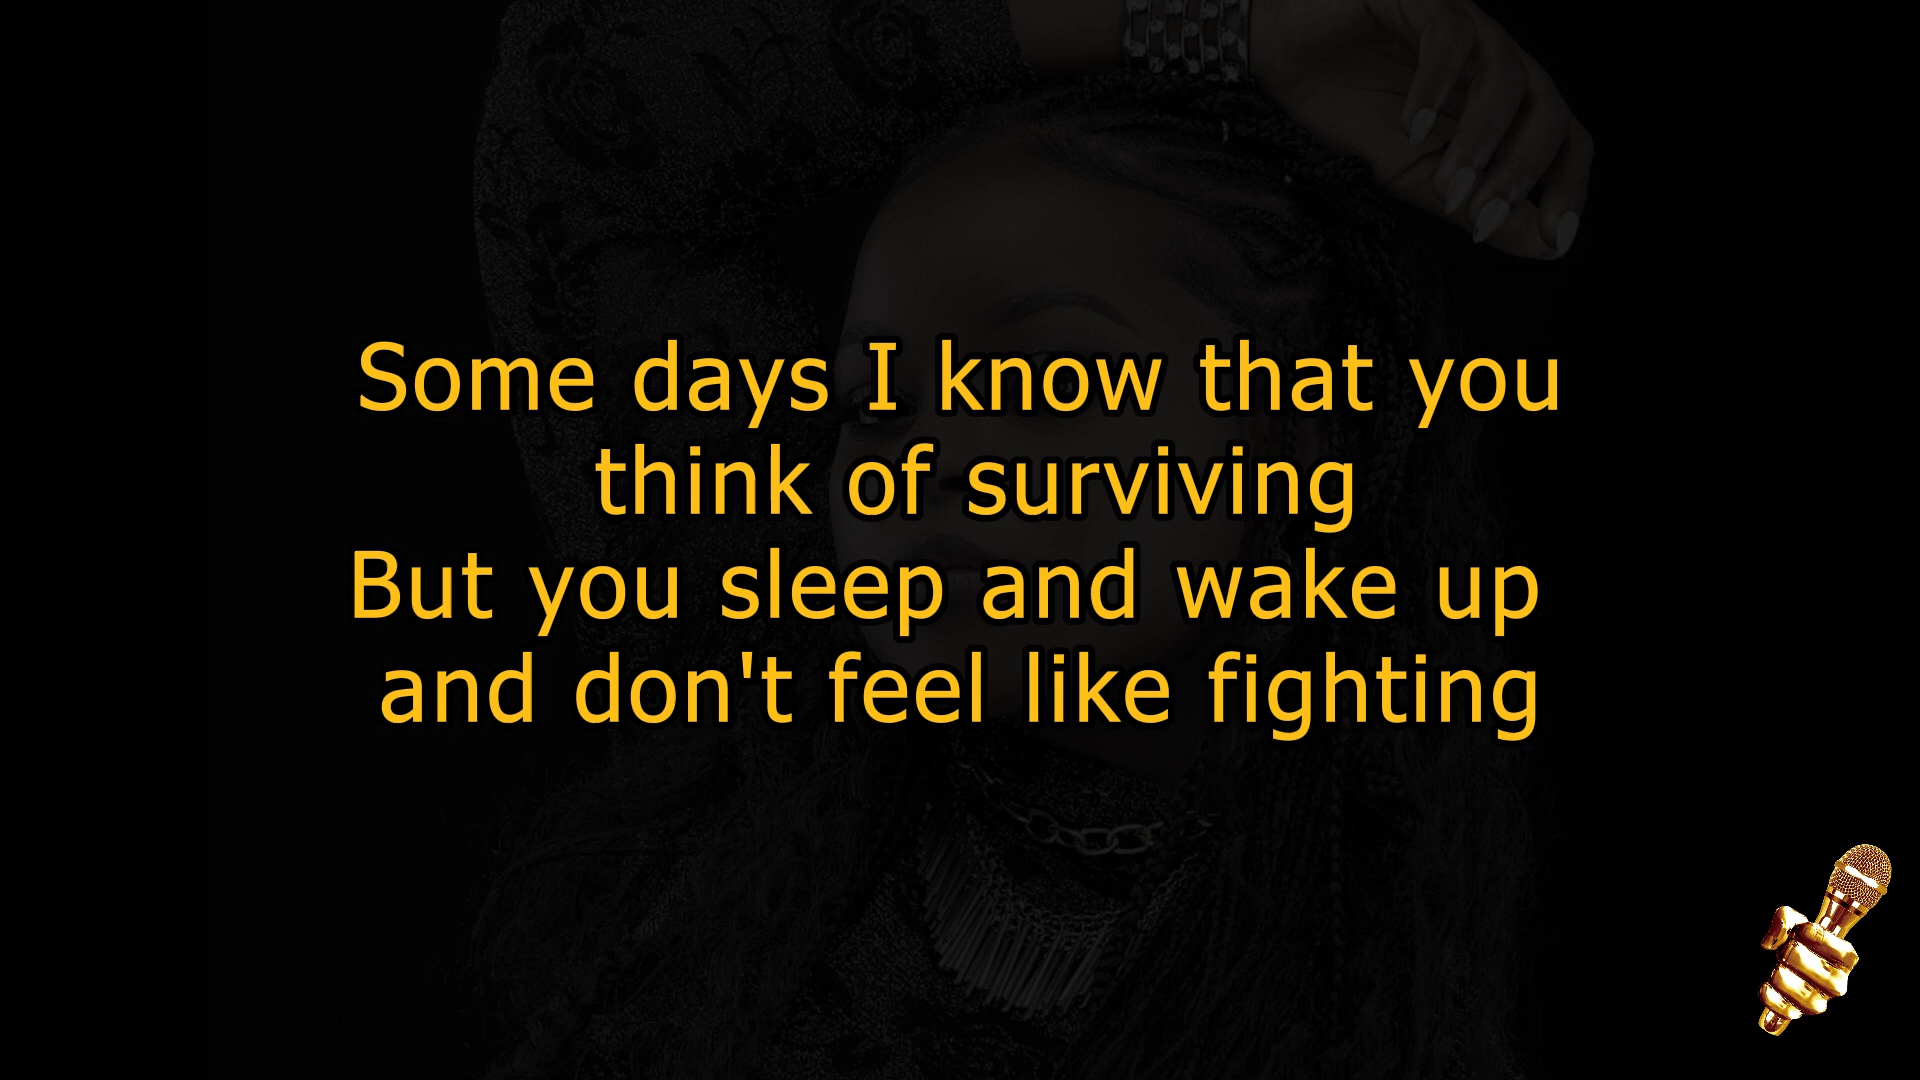 Some days I know that you
think of surviving
But you sleep and wake up
and don't feel like fighting